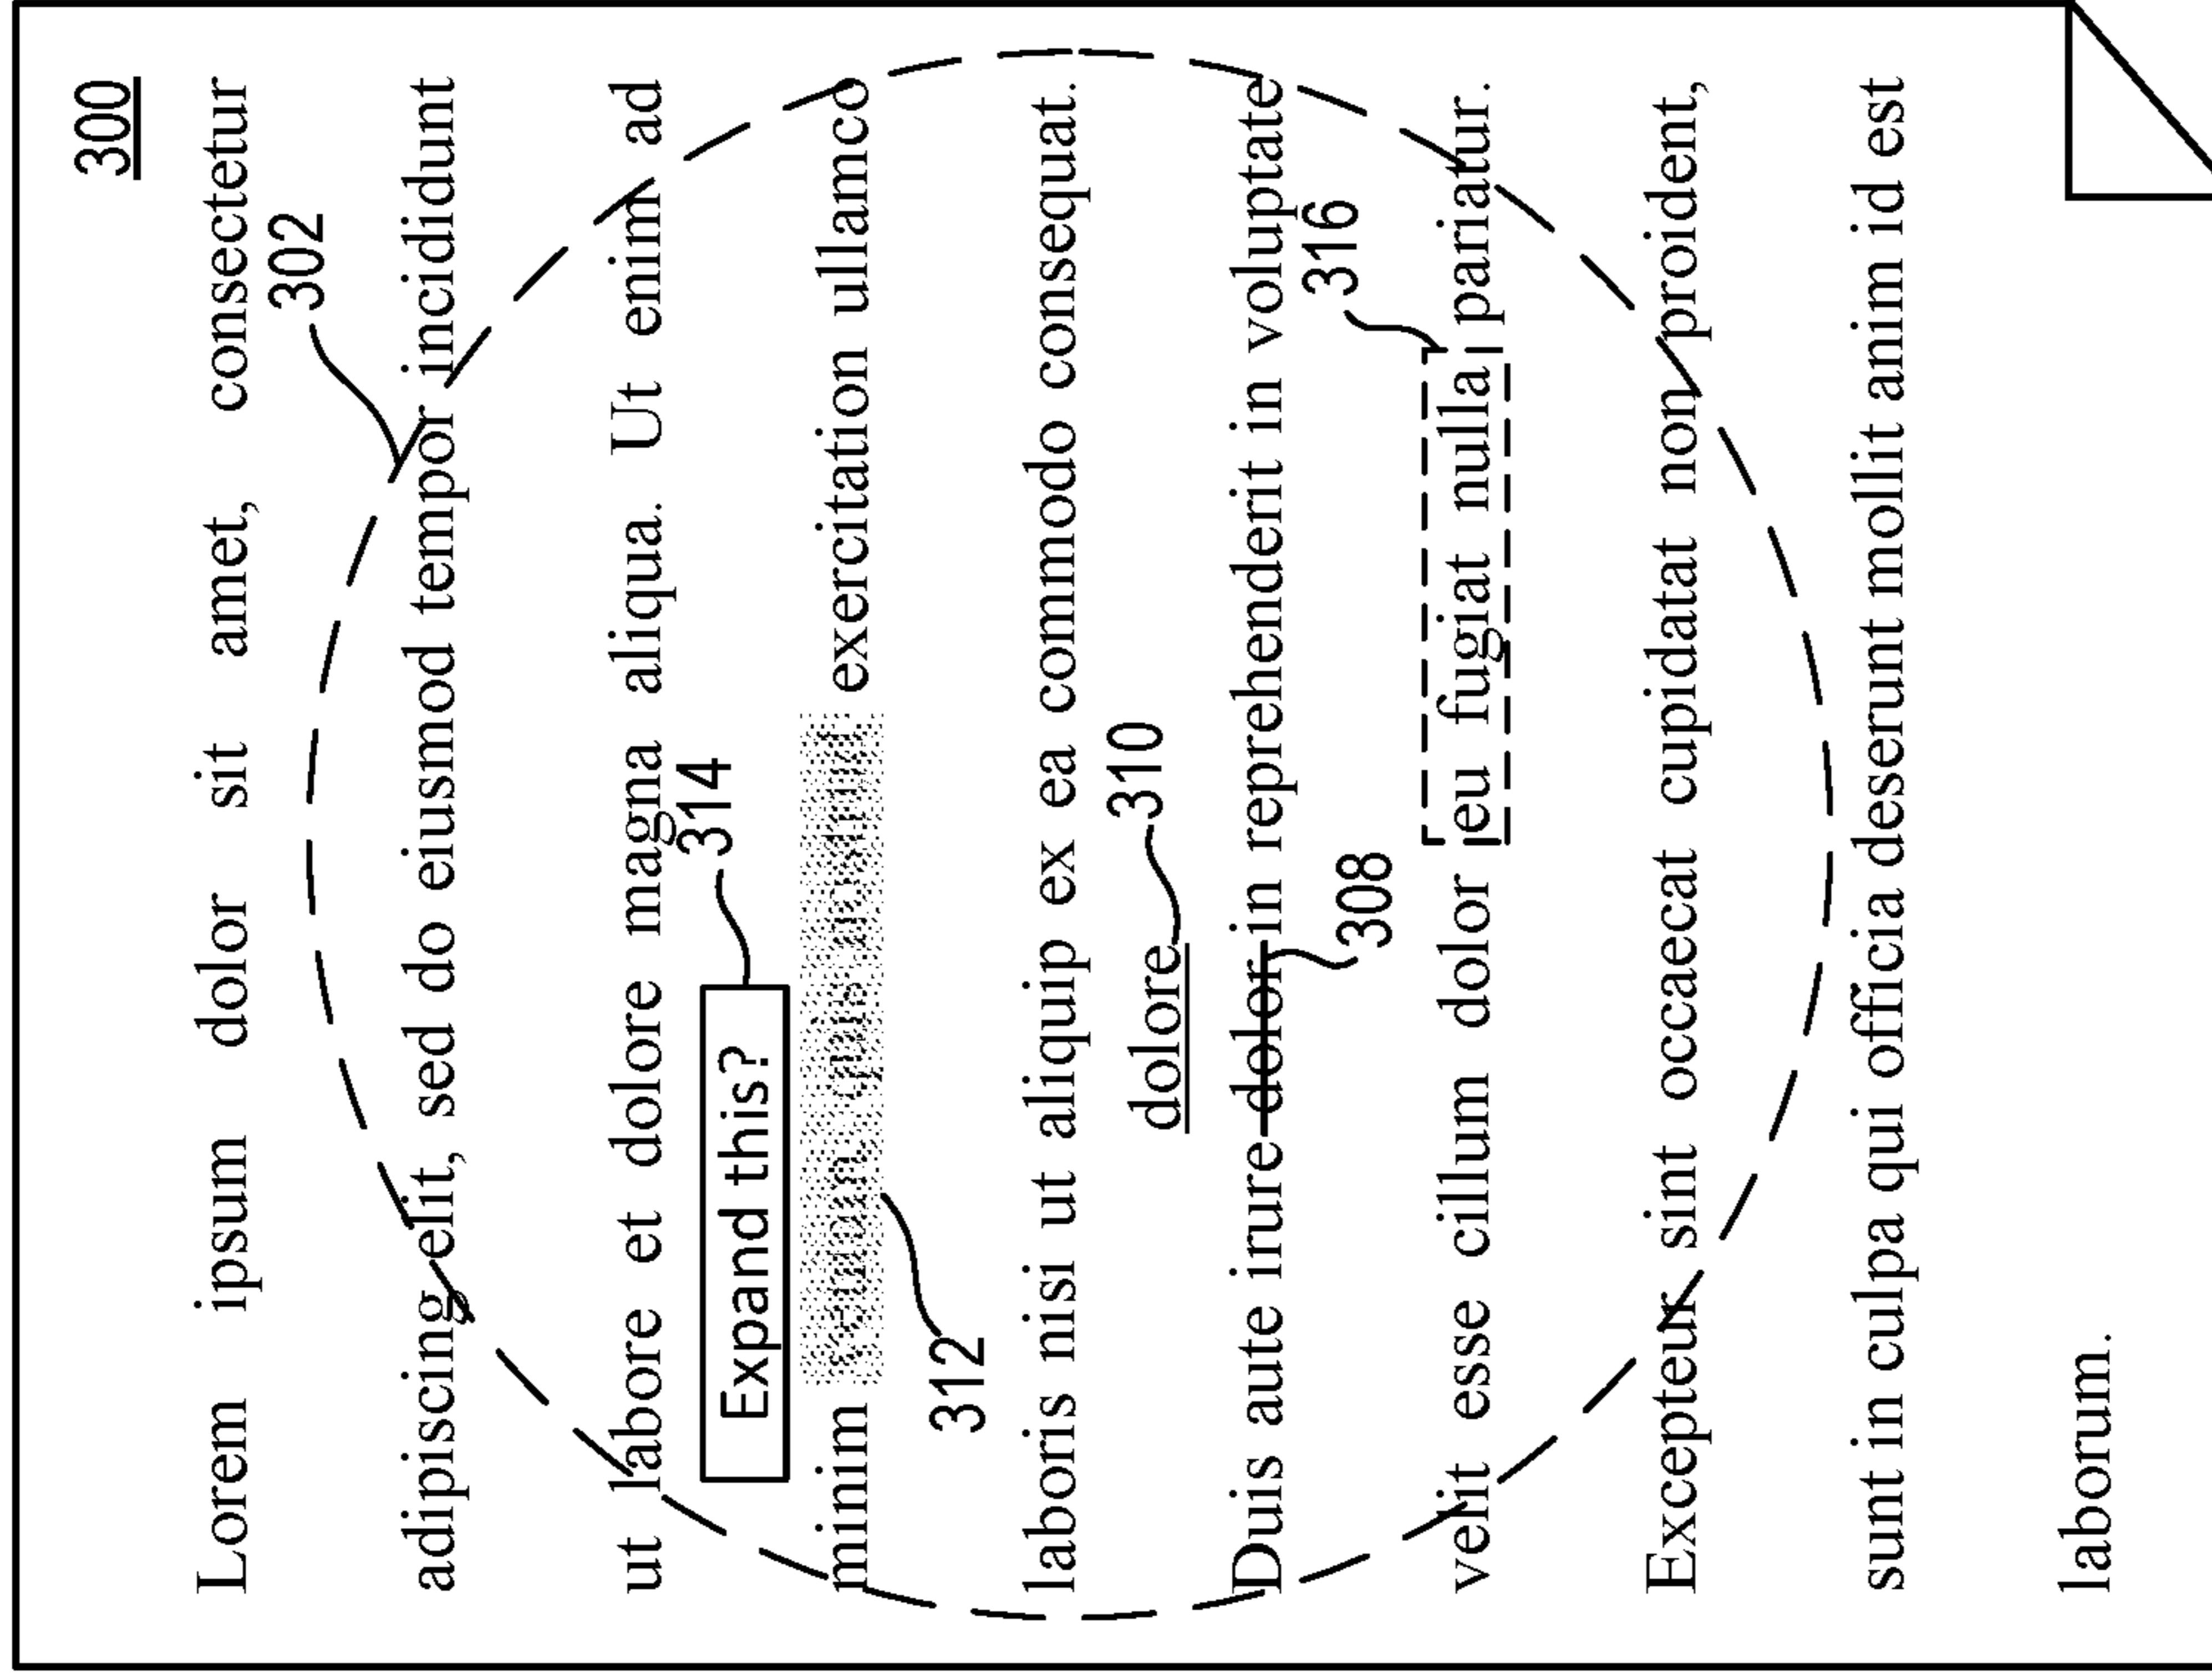 300
Lorem ipsum dolor sit amet, consectetur
302
adipiscing elit, sed do eiusmod tempor incididunt
ut labore et dolore magna aliqua. Ut enim ad
314
Expand this?
minim exercitation ullamco
312
laboris nisi ut aliquip ex ea commodo consequat.
310
dolore
Duis aute irure dolor in reprehenderit in voluptate
308
316
velit esse cillum dolor eu fugiat nulla pariatur.
Excepteur sint occaecat cupidatat non proident,
sunt in culpa qui officia deserunt mollit anim id est
laborum.